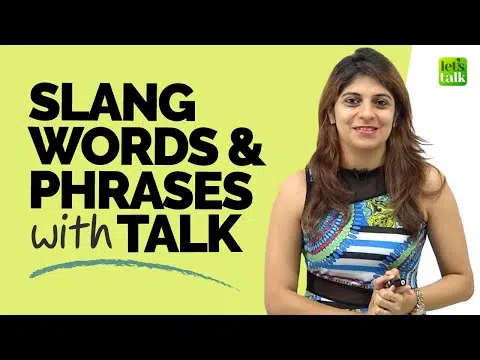 SLANG
WORDS &
PHRASES
with TALK
let's
talk